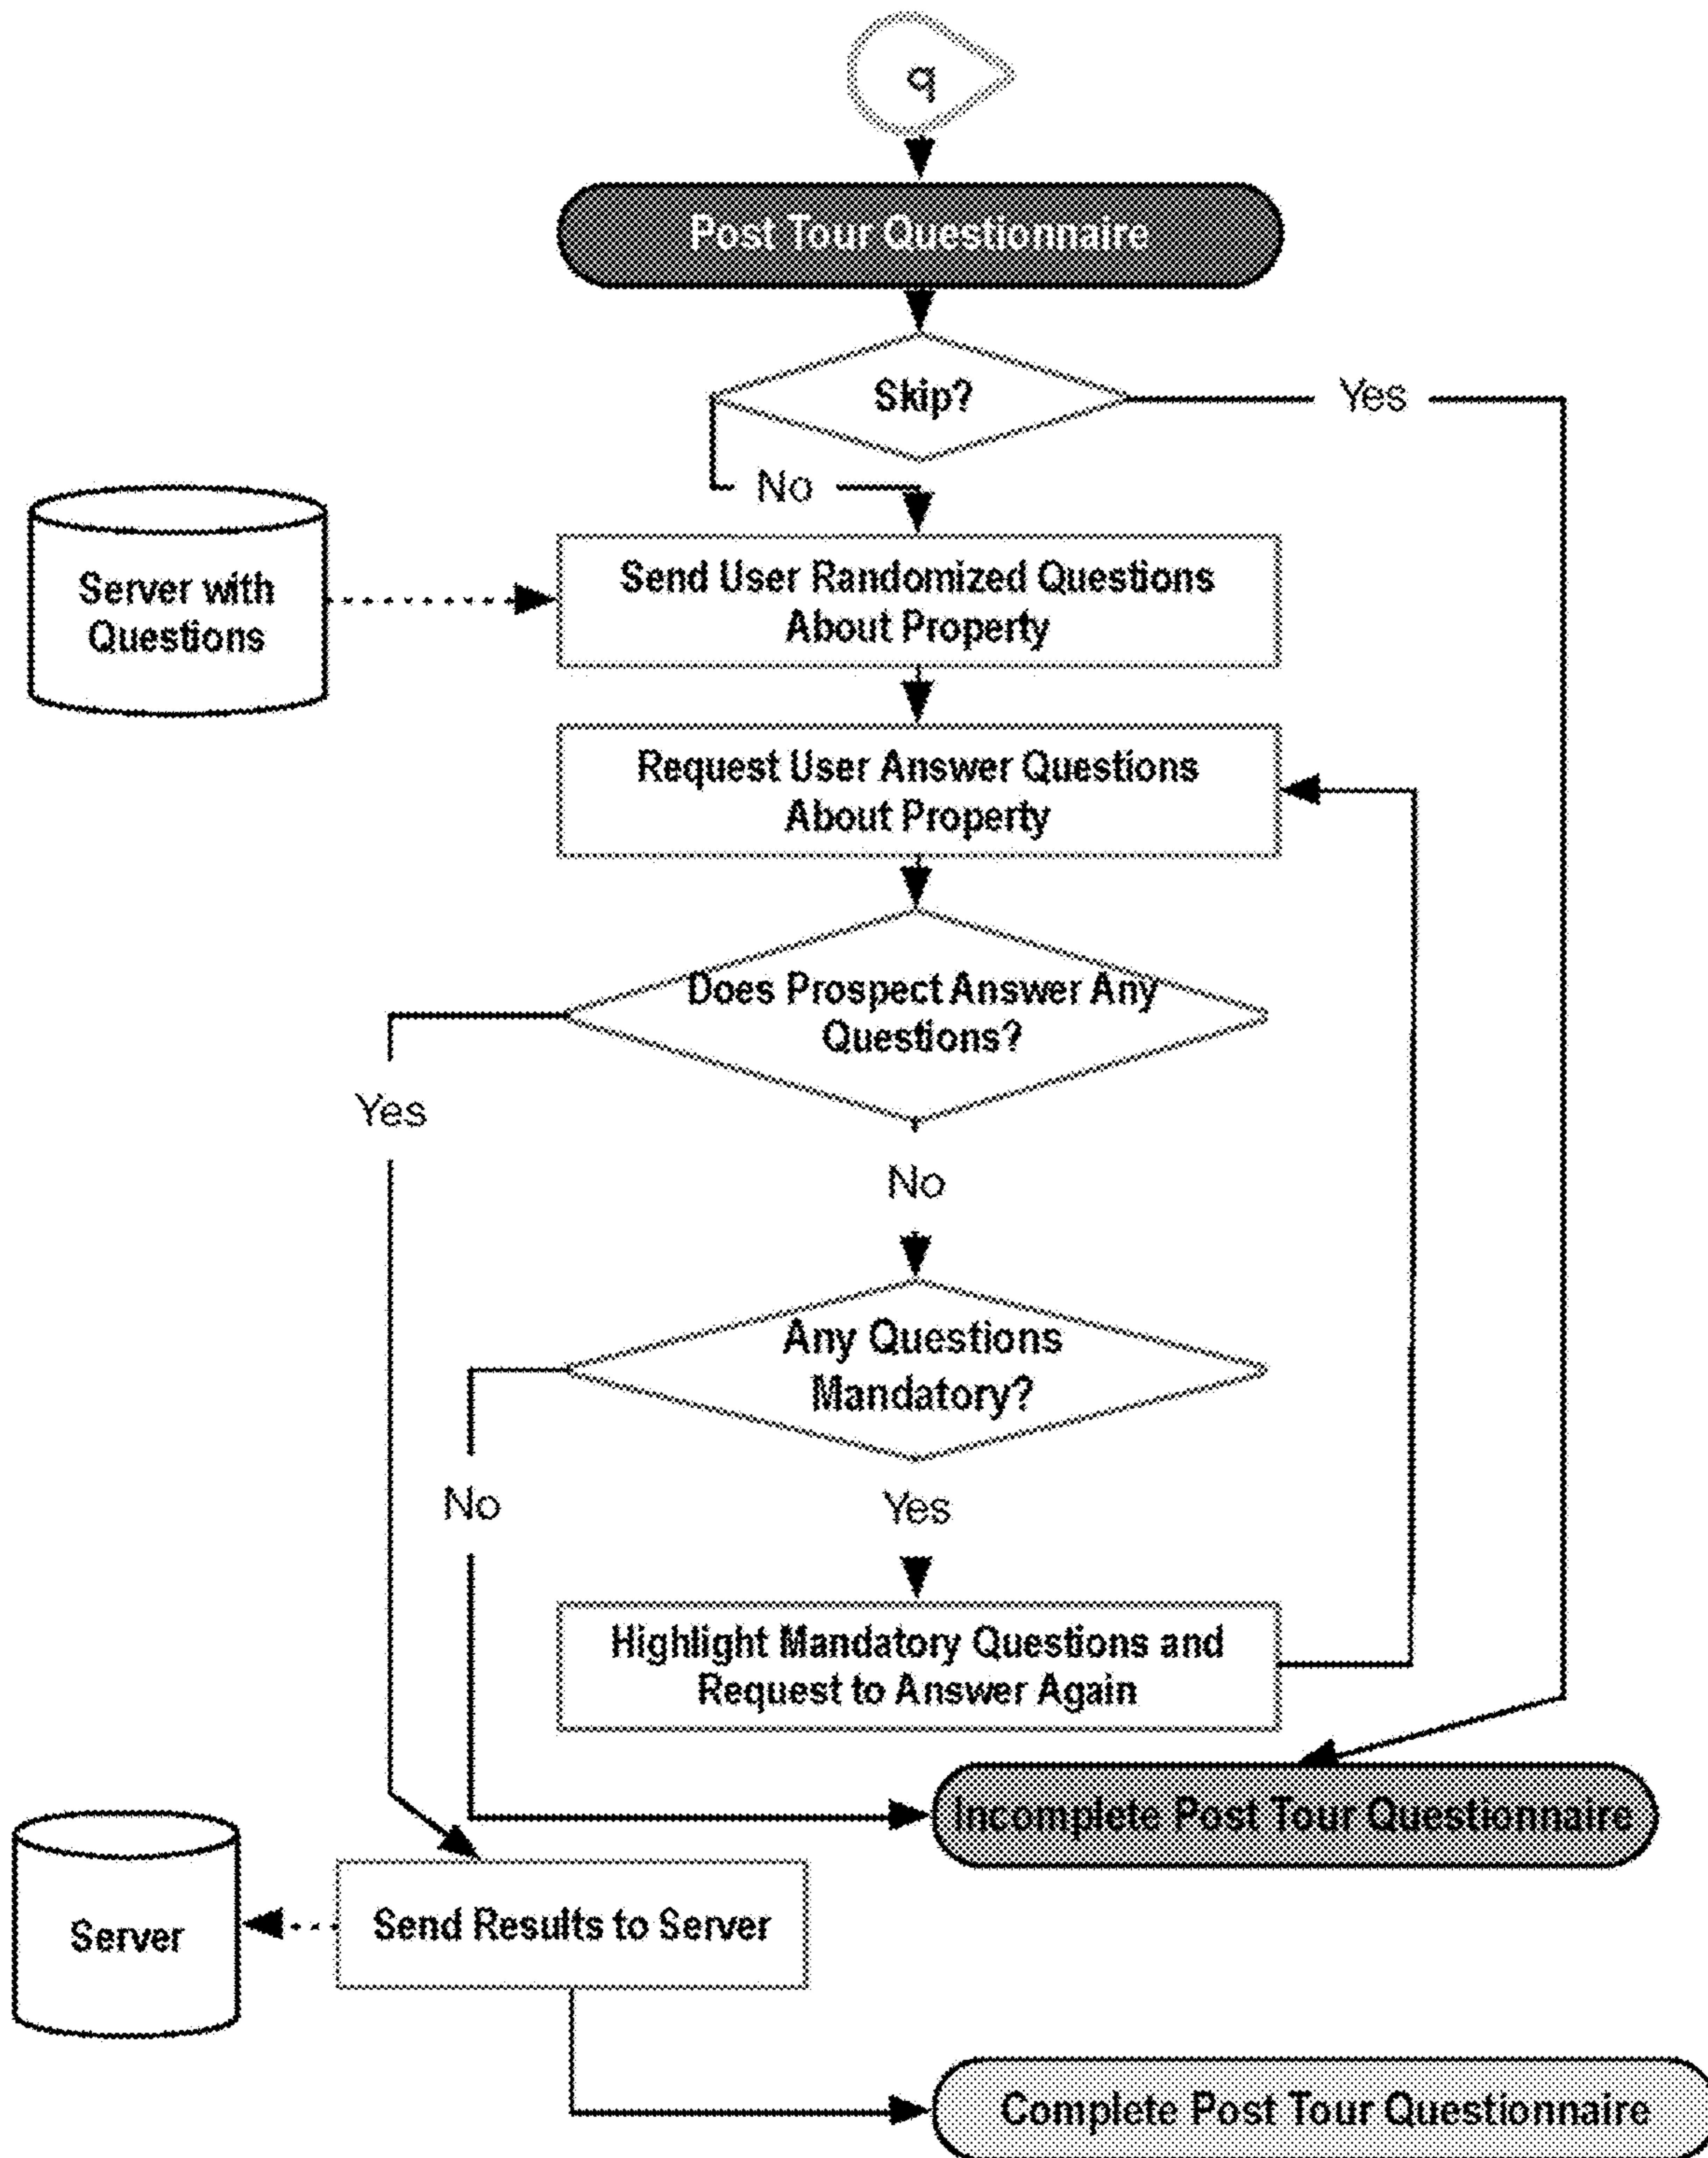 q
Post Tour Questionnaire
Skip?
Yes
No
Server with
Questions
Send User Randomized Questions
About Property
Request User Answer Questions
About Property
Does Prospect Answer Any
Questions?
Yes
No
Any Questions
Mandatory?
No
Yes
Highlight Mandatory Questions and
Request to Answer Again
Incomplete Post Tour Questionnaire
Server
Send Results to Server
Complete Post Tour Questionnaire